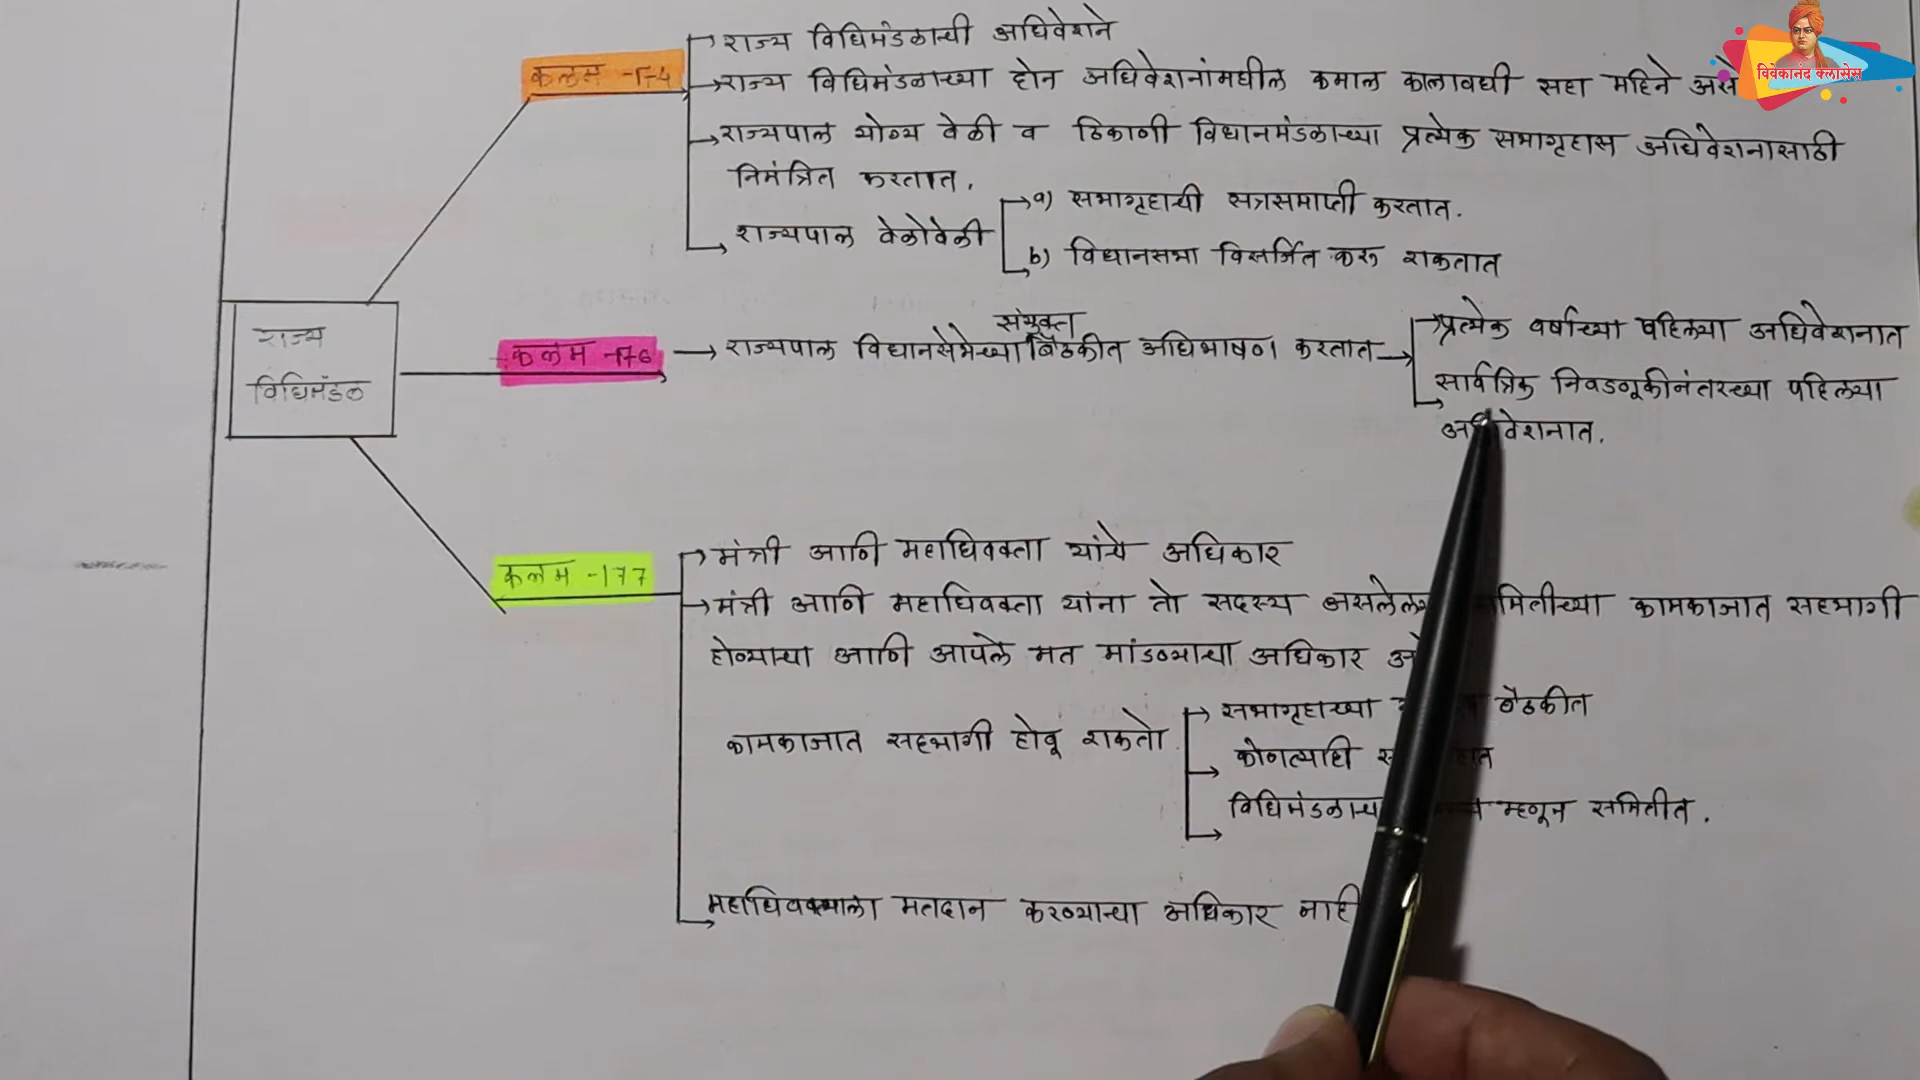 राज्य विधिमंडळाची अधिवेशने
कलम -174
राज्य विधिमंडळाच्या दोन अधिवेशनांमधील कमाल कालावधी सहा महिने असे
विवेकानंद क्लासेस
राज्यपाल योग्य वेळी व ठिकाणी विधानमंडळाच्या प्रत्येक सभागृहास अधिवेशनासाठी
निमंत्रित करतात.
a) सभागृहाची सत्रसमाप्ती करतात.
राज्यपाल वेळोवेळी
b) विधानसभा विसर्जित करू शकतात
राज्य
विधिमंडळ
संयुक्त
कलम -176
राज्यपाल विधानसभेच्या बैठकीत अभिभाषण करतात
प्रत्येक वर्षाच्या पहिल्या अधिवेशनात
सार्वत्रिक निवडणूकीनंतरच्या पहिल्या
अधिवेशनात.
कलम -177
मंत्री आणि महाधिवक्ता यांचे अधिकार
मंत्री आणि महाधिवक्ता यांना तो सदस्य असलेल्या समितीच्या कामकाजात सहभागी
होण्याचा आणि आपले मत मांडण्याचा अधिकार
सभागृहाच्या बैठकीत
कामकाजात सहभागी होवू शकतो
कोणत्याही
विधिमंडळाच्या म्हणून समितीत.
महाधिवक्त्याला मतदान करण्याचा अधिकार नाही